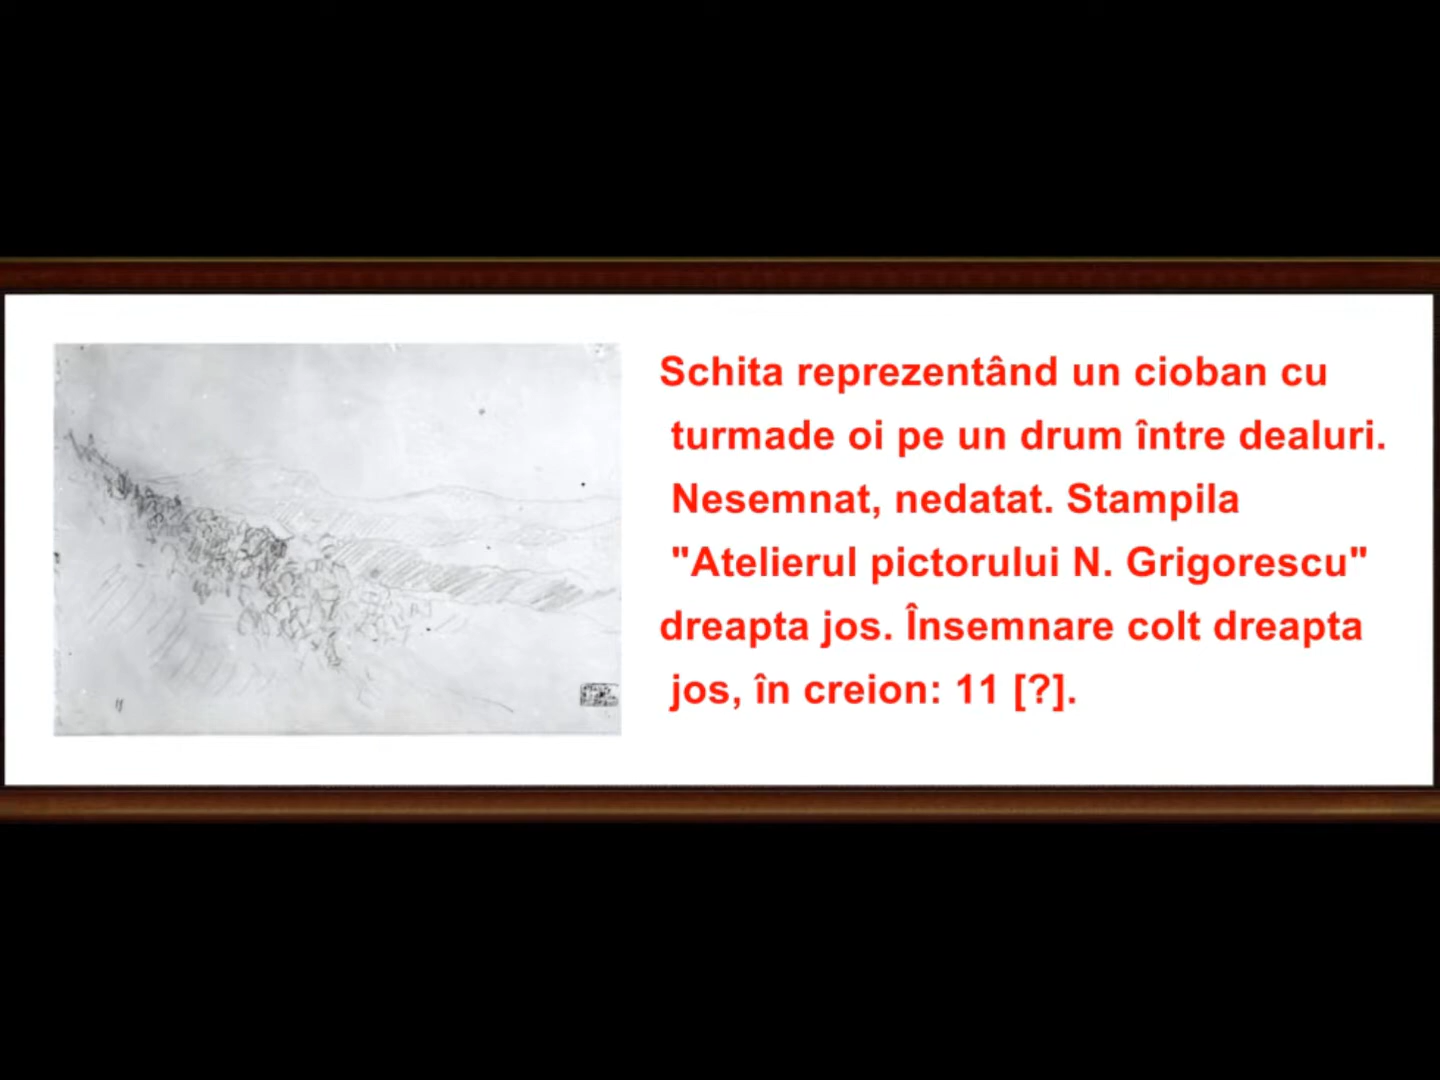 Schita reprezentând un cioban cu
turmade oi pe un drum între dealuri.
Nesemnat, nedatat. Stampila
"Atelierul pictorului N. Grigorescu"
dreapta jos. Însemnare colt dreapta
jos, în creion: 11 [?].
11